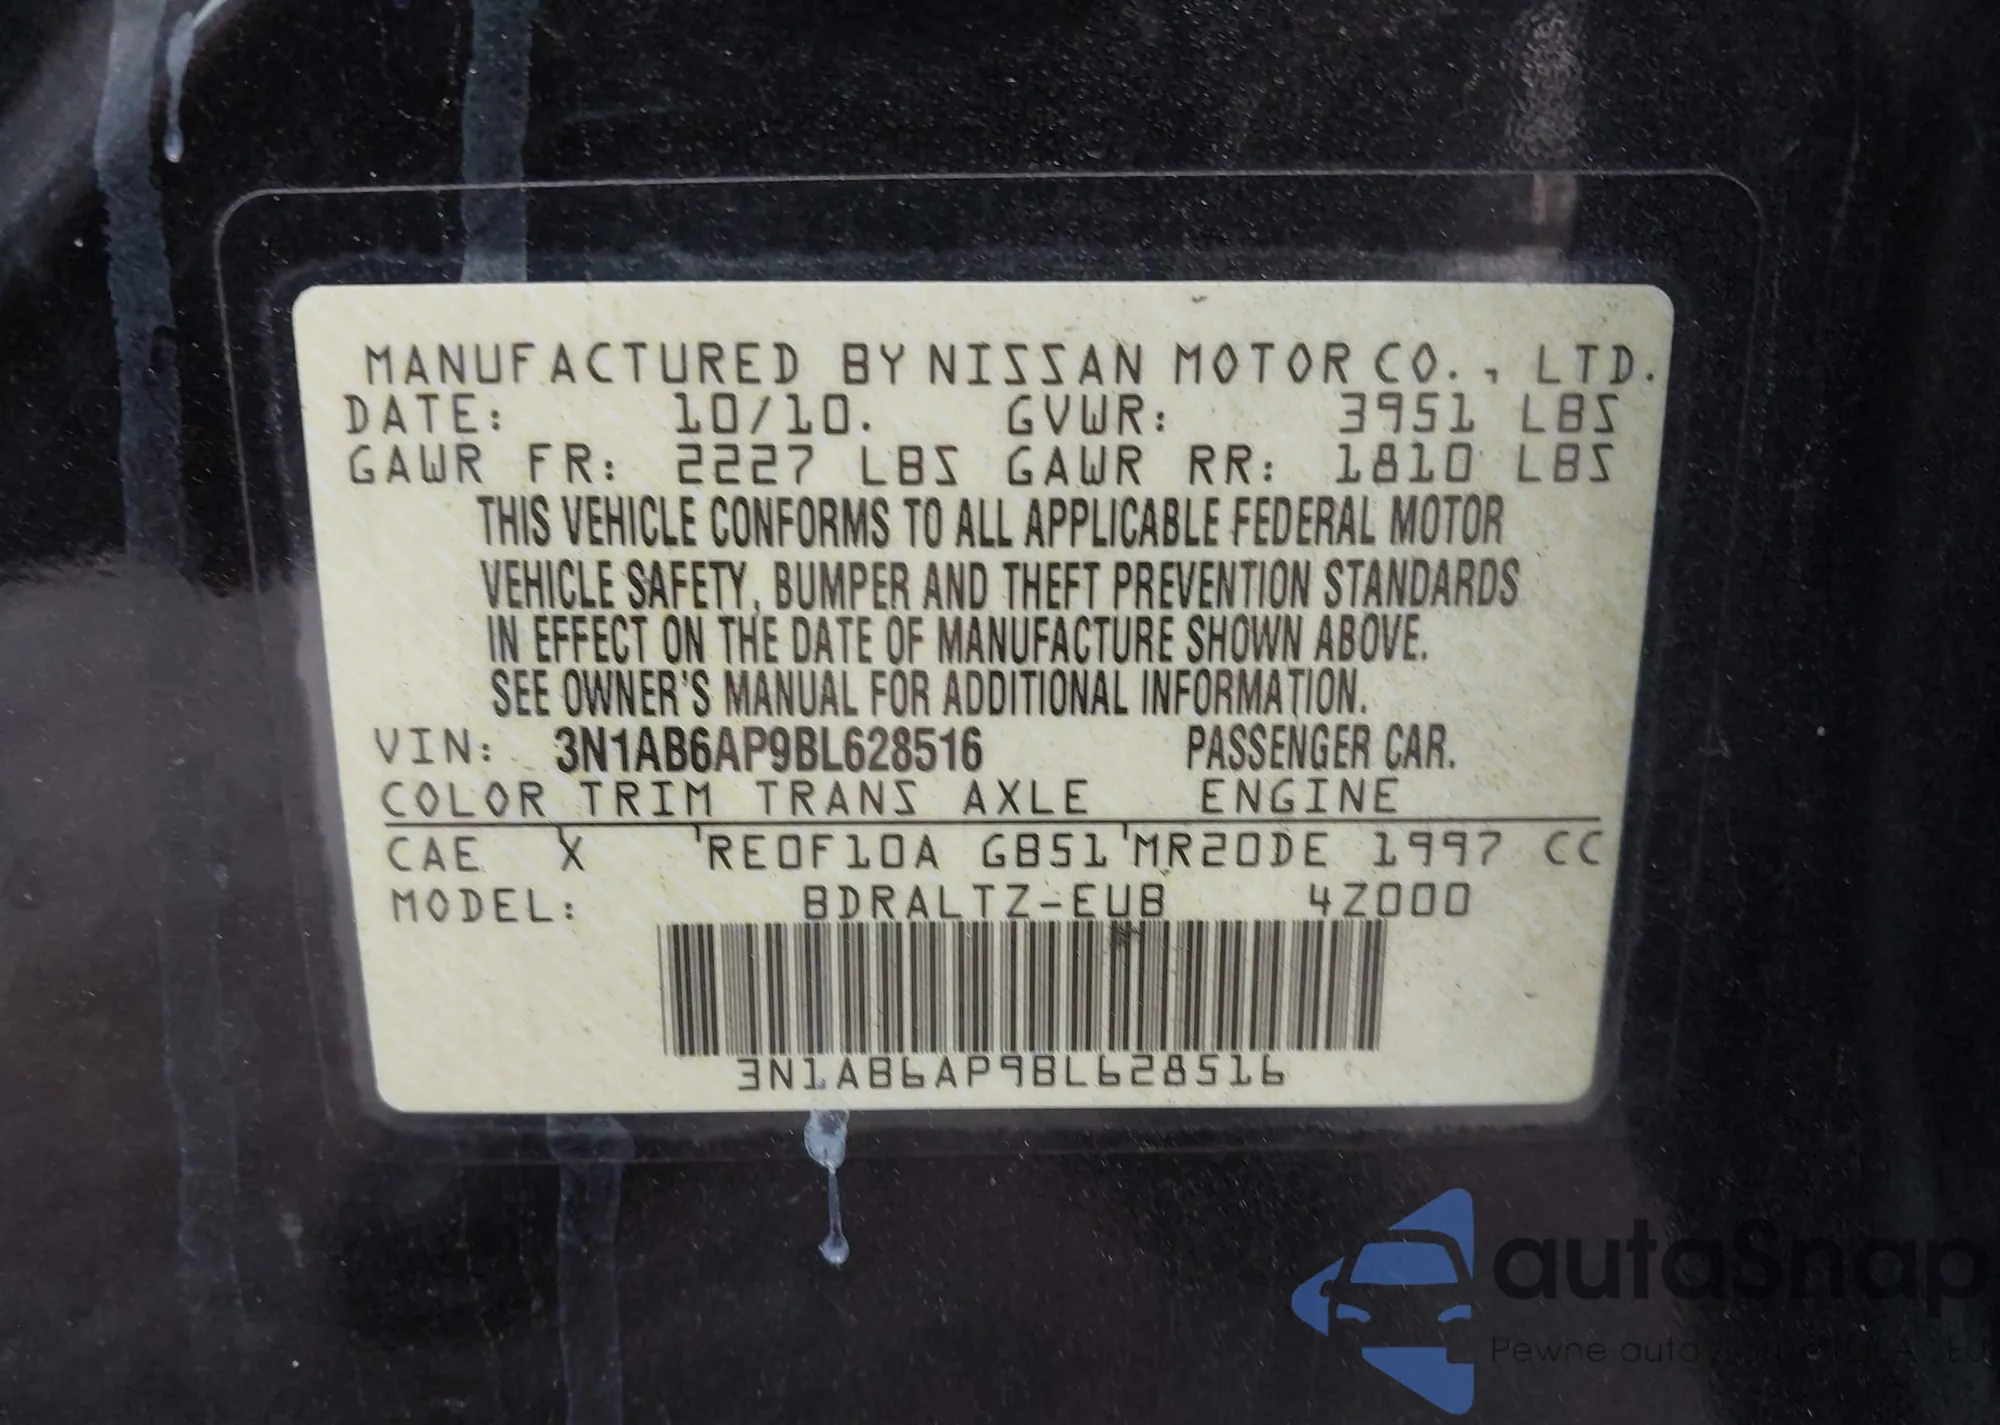 MANUFACTURED BY NISSAN MOTOR CO., LTD.
DATE: 10/10. GVWR: 3951 LBS
GAWR FR: 2227 LBS GAWR RR: 1810 LBS
THIS VEHICLE CONFORMS TO ALL APPLICABLE FEDERAL MOTOR
VEHICLE SAFETY, BUMPER AND THEFT PREVENTION STANDARDS
IN EFFECT ON THE DATE OF MANUFACTURE SHOWN ABOVE.
SEE OWNER'S MANUAL FOR ADDITIONAL INFORMATION.
VIN: 3N1AB6AP9BL628516 PASSENGER CAR.
COLOR TRIM TRANS AXLE ENGINE
CAE X 'RE0F10A GB51'MR20DE 1997 CC
MODEL: BDRALTZ-EUB 4Z000
3N1AB6AP9BL628516
autaSnap
Pewne auta